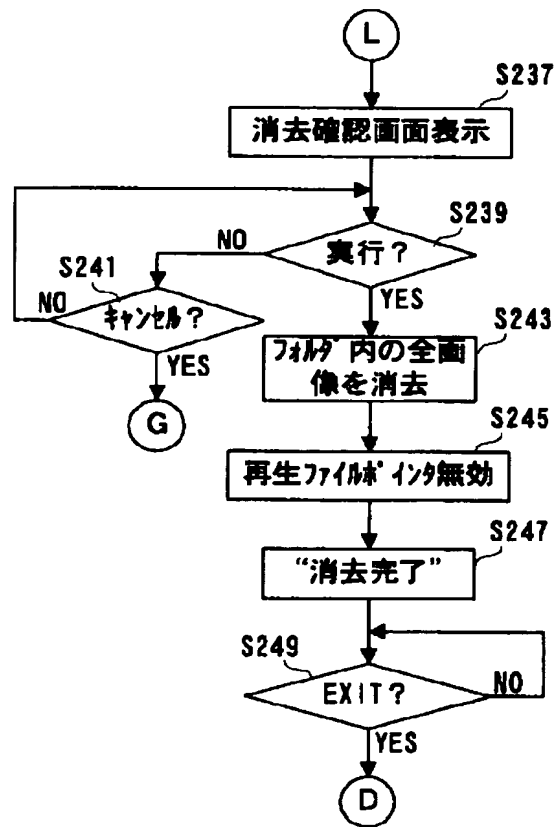 L
S237
消去確認画面表示
S239
NO
実行？
S241
NO
キャンセル？
YES
S243
YES
フォルダ内の全画
像を消去
G
S245
再生ファイルポインタ無効
S247
“消去完了”
S249
EXIT？
NO
YES
D